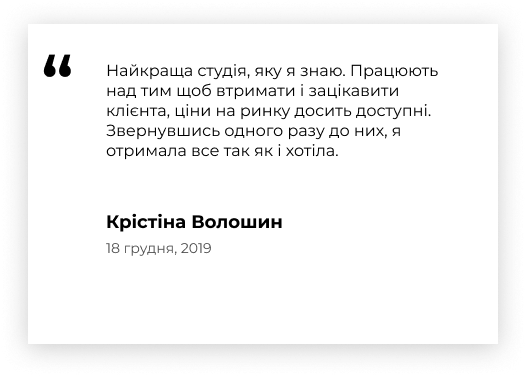 “
Найкраща студія, яку я знаю. Працюють
над тим щоб втримати і зацікавити
клієнта, ціни на ринку досить доступні.
Звернувшись одного разу до них, я
отримала все так як і хотіла.
Крістіна Волошин
18 грудня, 2019